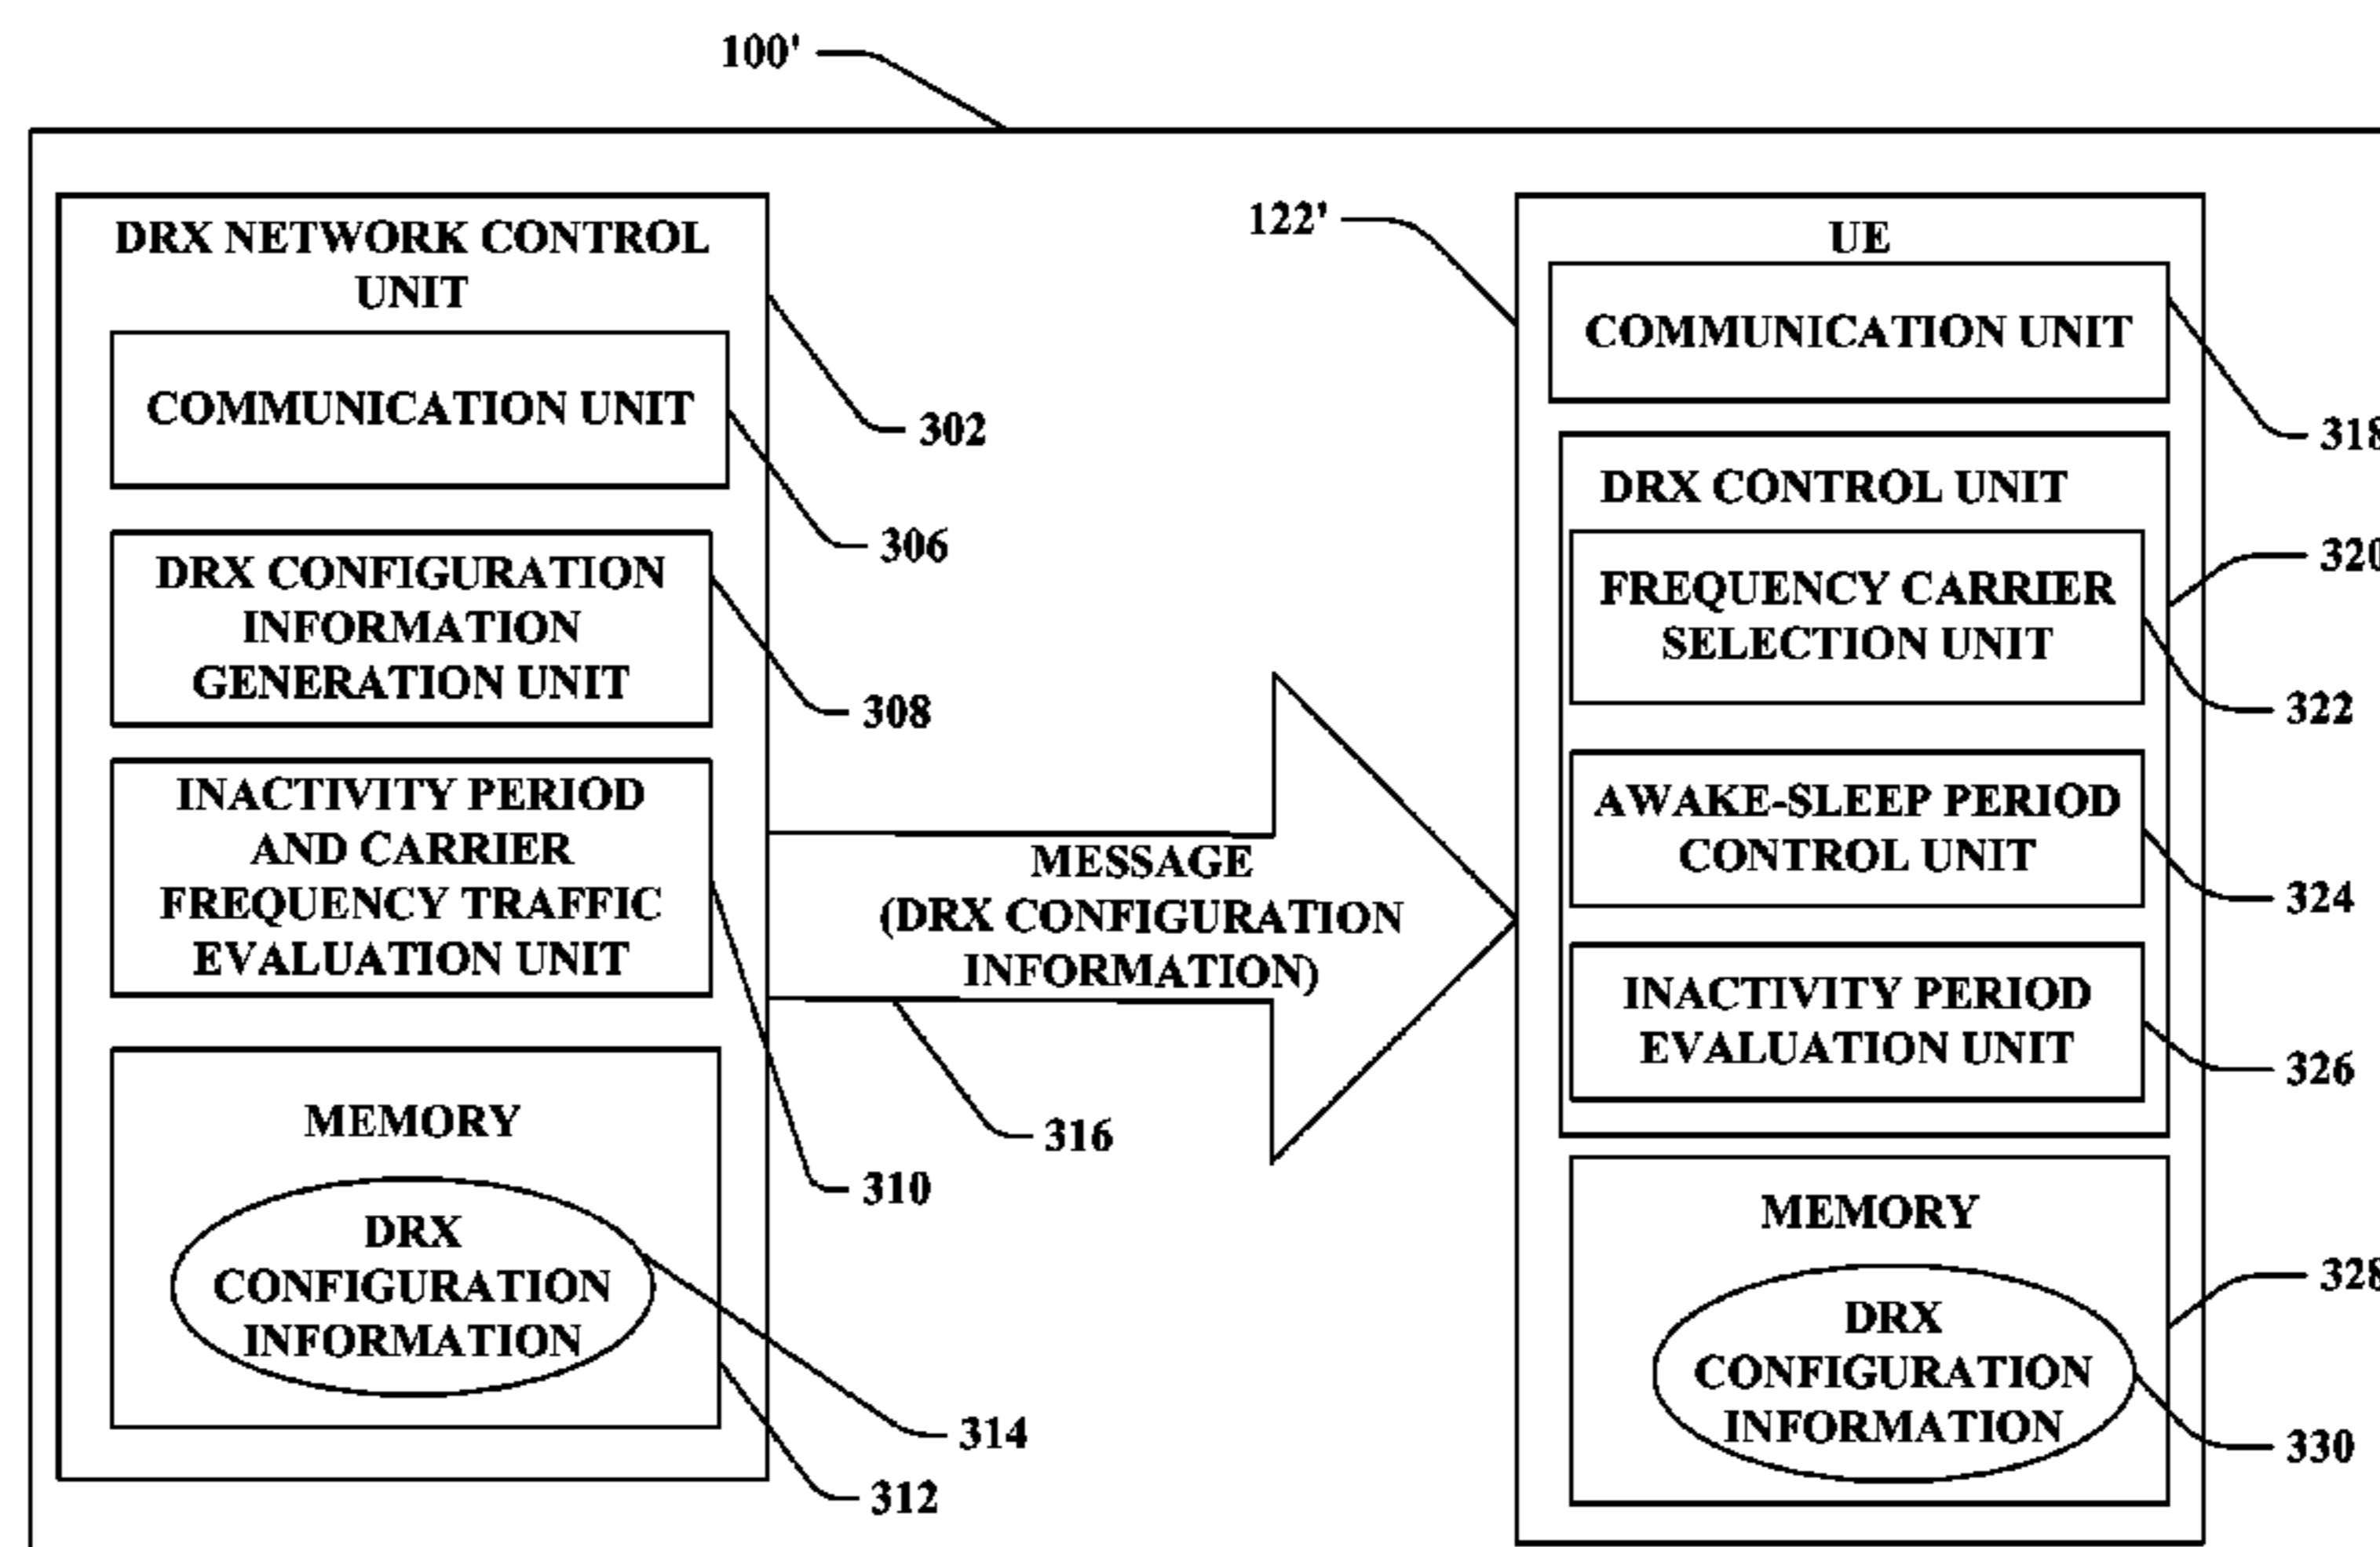 100'
DRX NETWORK CONTROL
UNIT
302
COMMUNICATION UNIT
306
DRX CONFIGURATION
INFORMATION
GENERATION UNIT
308
INACTIVITY PERIOD
AND CARRIER
FREQUENCY TRAFFIC
EVALUATION UNIT
310
MEMORY
DRX
CONFIGURATION
INFORMATION
314
312
MESSAGE
(DRX CONFIGURATION
INFORMATION)
316
122'
UE
COMMUNICATION UNIT
318
DRX CONTROL UNIT
320
FREQUENCY CARRIER
SELECTION UNIT
322
AWAKE-SLEEP PERIOD
CONTROL UNIT
324
INACTIVITY PERIOD
EVALUATION UNIT
326
MEMORY
328
DRX
CONFIGURATION
INFORMATION
330